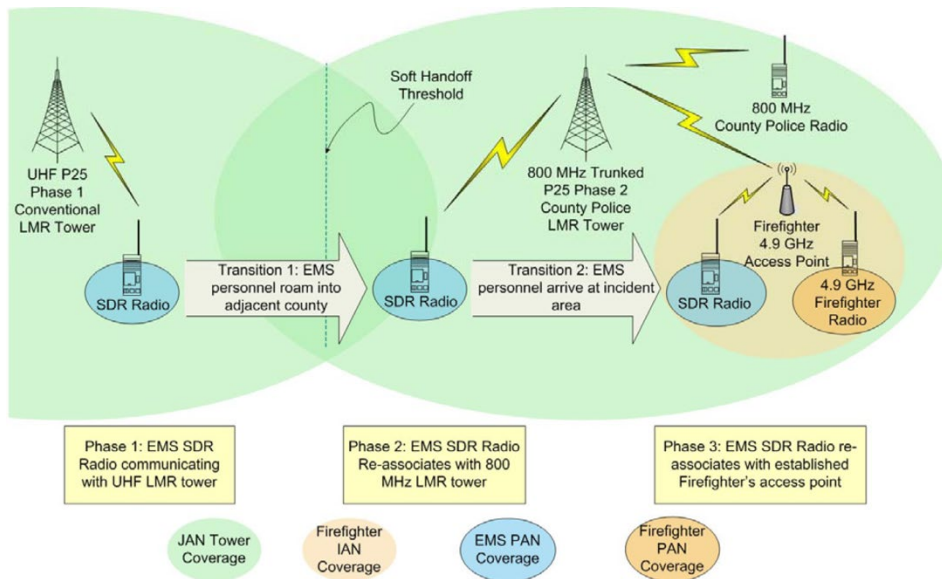 Soft Handoff
Threshold
UHF P25
Phase 1
Conventional
LMR Tower
800 MHz Trunked
P25 Phase 2
County Police
LMR Tower
800 MHz
County Police Radio
Firefighter
4.9 GHz
Access Point
SDR Radio
Transition 1: EMS
personnel roam into
adjacent county
SDR Radio
Transition 2: EMS
personnel arrive at incident
area
SDR Radio
4.9 GHz
Firefighter
Radio
Phase 1: EMS SDR
Radio communicating
with UHF LMR tower
Phase 2: EMS SDR Radio
Re-associates with 800
MHz LMR tower
Phase 3: EMS SDR Radio re-
associates with established
Firefighter's access point
JAN Tower
Coverage
Firefighter
IAN
Coverage
EMS PAN
Coverage
Firefighter
PAN
Coverage